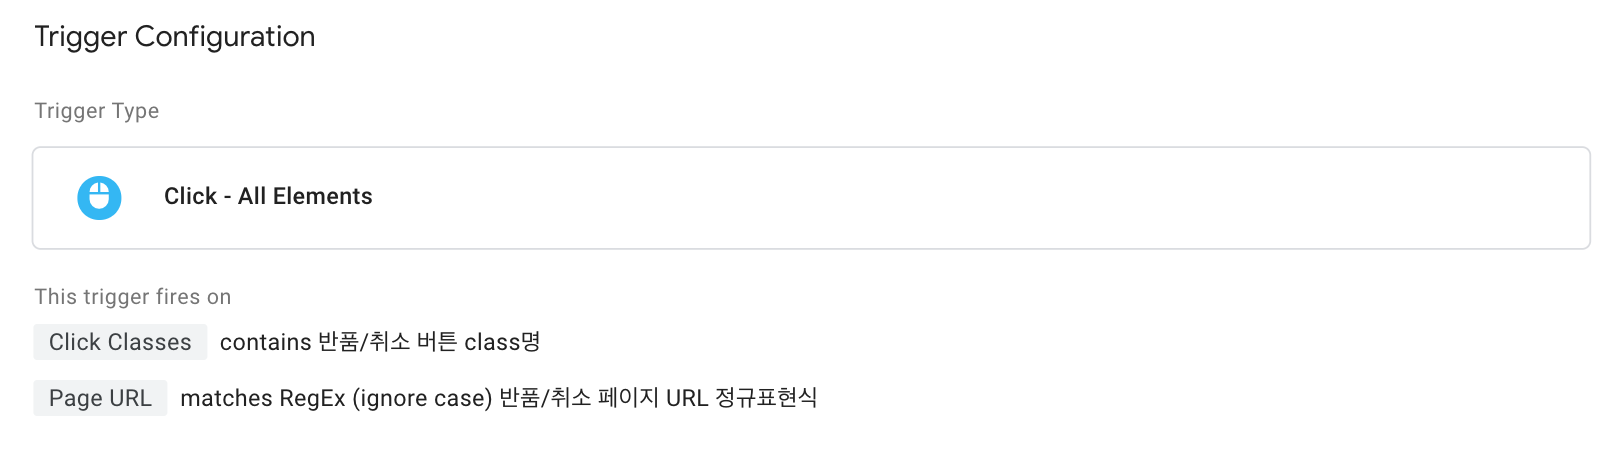 Trigger Configuration
Trigger Type
Click - All Elements
This trigger fires on
Click Classes contains 반품/취소 버튼 class명
Page URL matches RegEx (ignore case) 반품/취소 페이지 URL 정규표현식